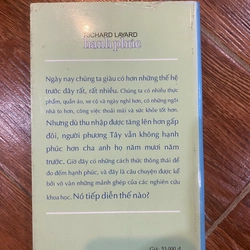 RICHARD LAYARD
hạnh phúc
Ngày nay chúng ta giàu có hơn những thế hệ
trước đây rất, rất nhiều. Chúng ta có nhiều thực
phẩm, quần áo, xe cộ và ngày nghỉ hơn, có những ngôi
nhà to hơn, công việc thoải mái và sức khỏe tốt hơn.
Nhưng dù thu nhập được tăng lên hơn gấp
đôi, người phương Tây vẫn không hạnh
phúc hơn cha anh họ năm mươi năm
trước. Giờ đây có những cách thức thông thái để
đo đếm hạnh phúc, và đây là câu chuyện được kể
bởi vô vàn những mảnh ghép của các nghiên cứu
khoa học. Nó tiếp diễn thế nào?
Giá: 53.000 đ